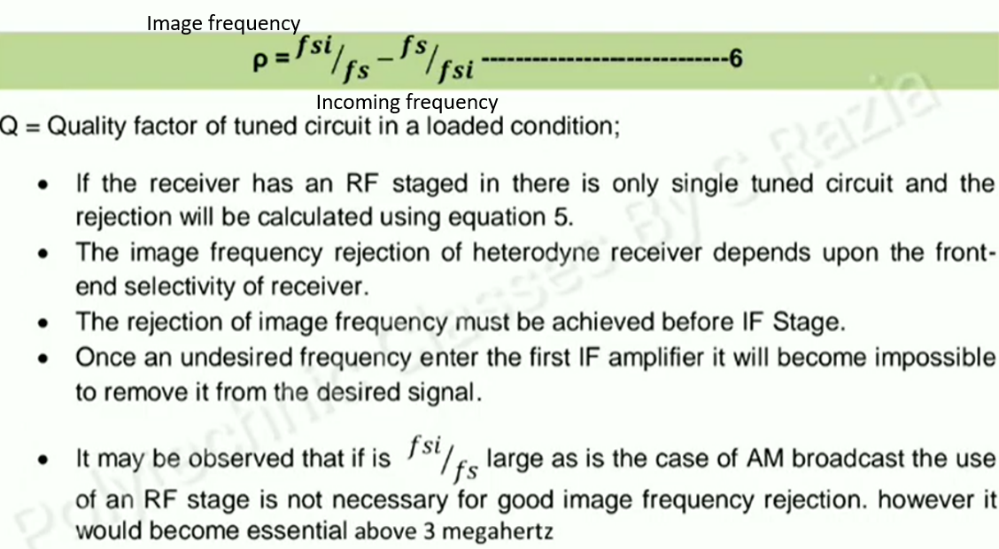 Image frequency
ρ = fsi/fs − fs/fsi ------------------------------6
Incoming frequency
Q = Quality factor of tuned circuit in a loaded condition;
• If the receiver has an RF staged in there is only single tuned circuit and the
rejection will be calculated using equation 5.
• The image frequency rejection of heterodyne receiver depends upon the front-
end selectivity of receiver.
• The rejection of image frequency must be achieved before IF Stage.
• Once an undesired frequency enter the first IF amplifier it will become impossible
to remove it from the desired signal.
• It may be observed that if is fsi/fs large as is the case of AM broadcast the use
of an RF stage is not necessary for good image frequency rejection. however it
would become essential above 3 megahertz
Polytechnic Classes By S Razia